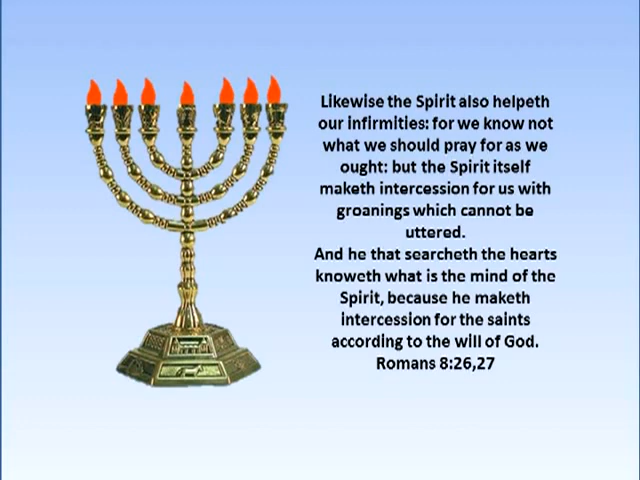 Likewise the Spirit also helpeth
our infirmities: for we know not
what we should pray for as we
ought: but the Spirit itself
maketh intercession for us with
groanings which cannot be
uttered.
And he that searcheth the hearts
knoweth what is the mind of the
Spirit, because he maketh
intercession for the saints
according to the will of God.
Romans 8:26,27